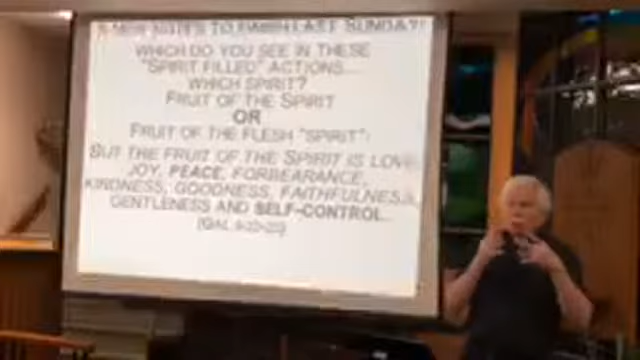 WHICH DO YOU SEE IN THESE
"SPIRIT FILLED" ACTIONS...
WHICH SPIRIT?
FRUIT OF THE SPIRIT
OR
FRUIT OF THE FLESH "SPIRIT":
BUT THE FRUIT OF THE SPIRIT IS LOVE,
JOY, PEACE, FORBEARANCE,
KINDNESS, GOODNESS, FAITHFULNESS,
GENTLENESS AND SELF-CONTROL.